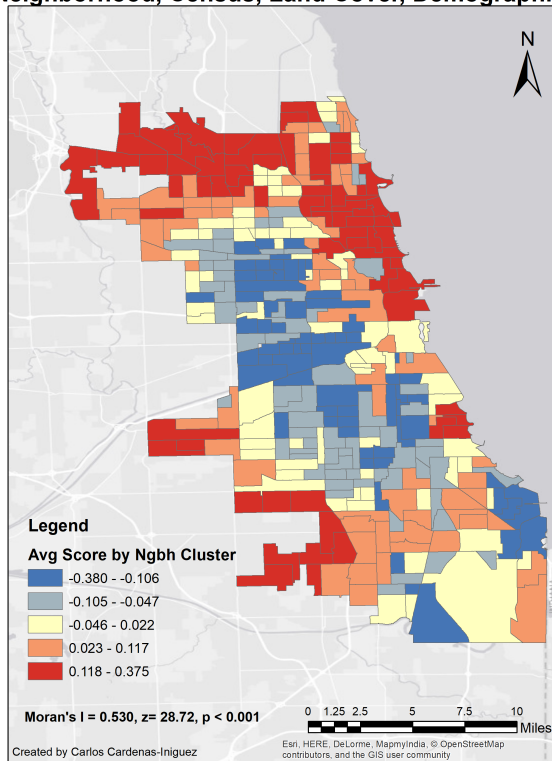 Neighborhood, Census, Land Cover, Demographi
N
Legend
Avg Score by Ngbh Cluster
-0.380 - -0.106
-0.105 - -0.047
-0.046 - 0.022
0.023 - 0.117
0.118 - 0.375
Moran's I = 0.530, z= 28.72, p < 0.001
0 1.25 2.5 5 7.5 10
Miles
Created by Carlos Cardenas-Iniguez
Esri, HERE, DeLorme, MapmyIndia, © OpenStreetMap
contributors, and the GIS user community